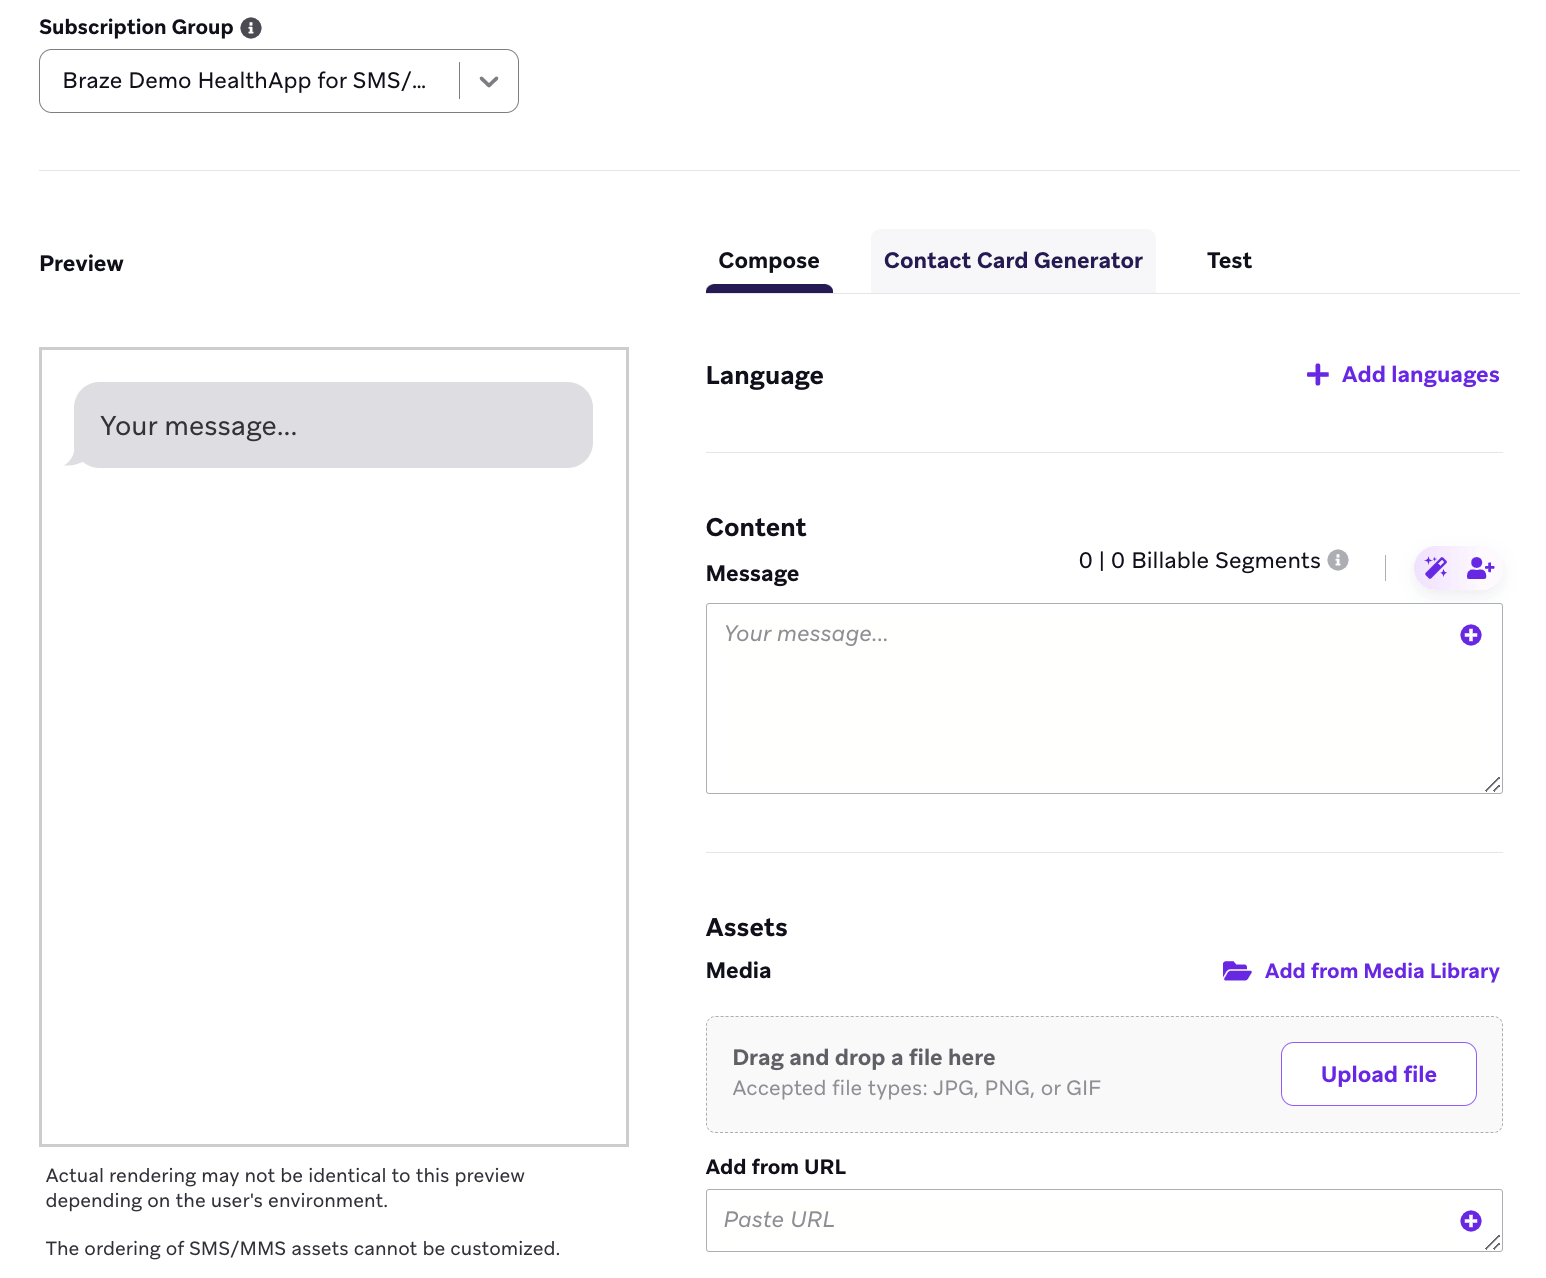 Subscription Group
Braze Demo HealthApp for SMS/...
Preview
Compose
Contact Card Generator
Test
Your message...
Language
Add languages
Content
Message
0 | 0 Billable Segments
Your message...
Assets
Media
Add from Media Library
Drag and drop a file here
Accepted file types: JPG, PNG, or GIF
Upload file
Add from URL
Paste URL
Actual rendering may not be identical to this preview
depending on the user's environment.
The ordering of SMS/MMS assets cannot be customized.